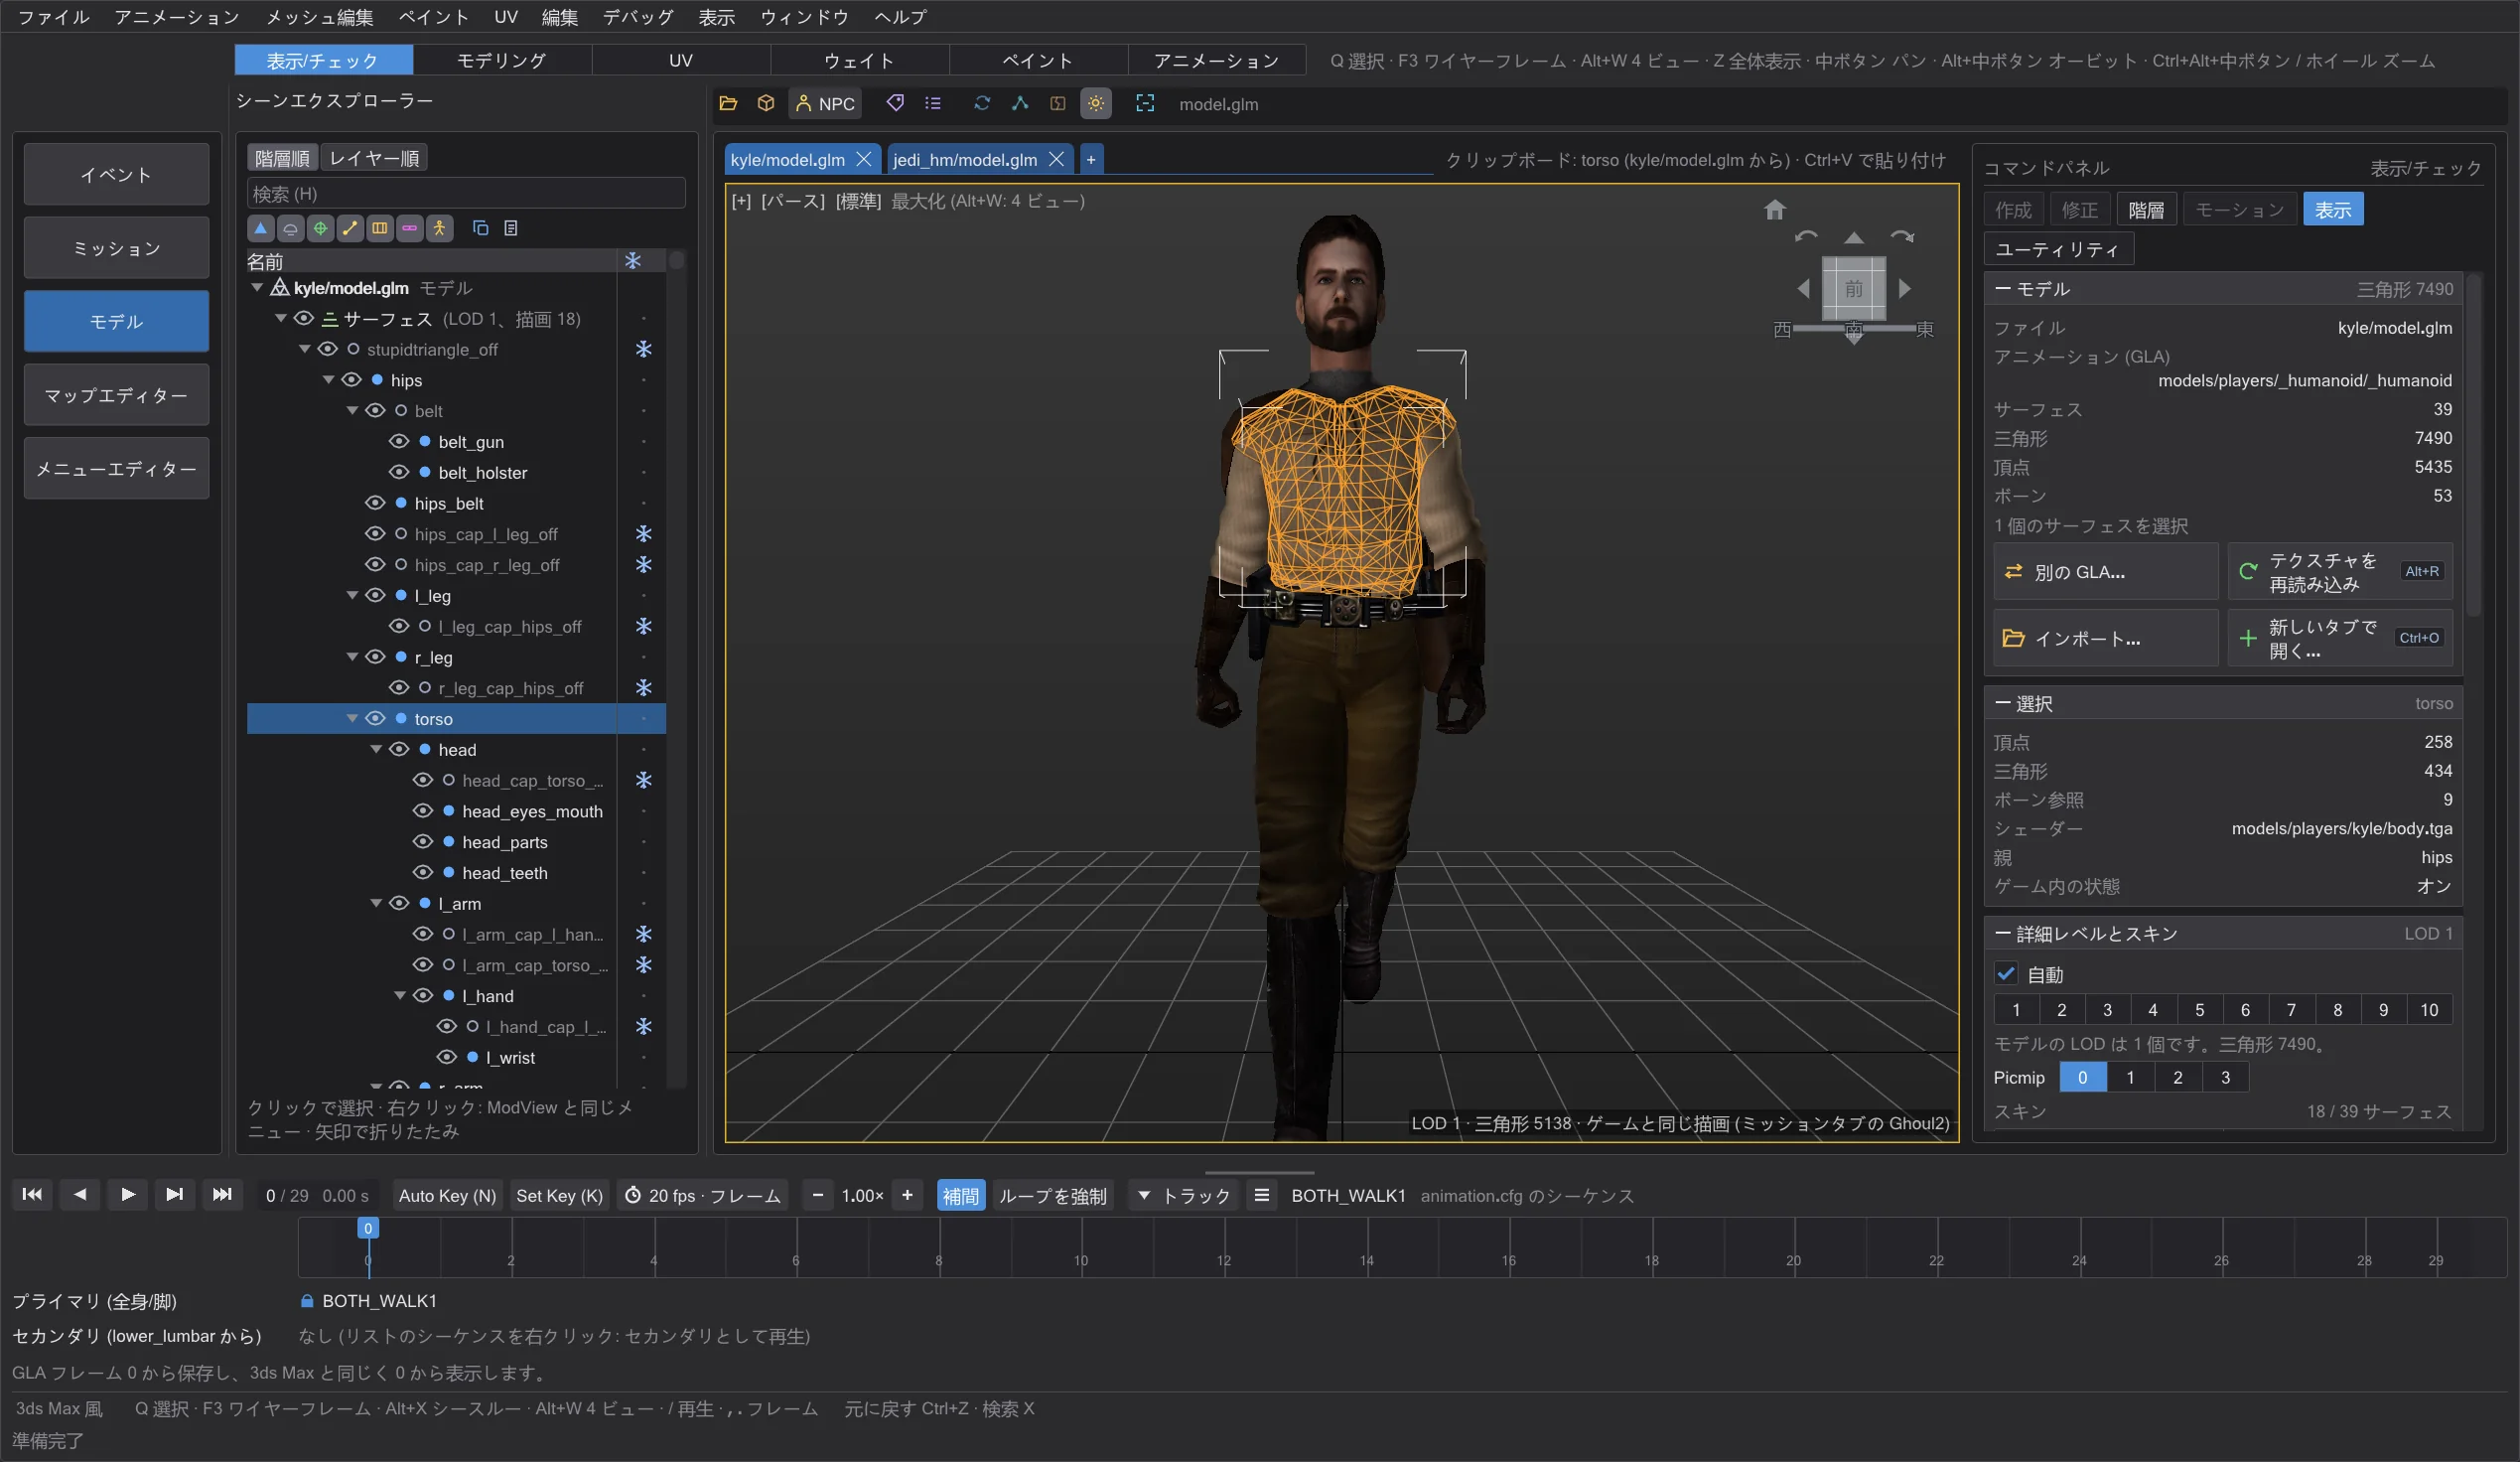 ファイル アニメーション メッシュ編集 ペイント UV 編集 デバッグ 表示 ウィンドウ ヘルプ
表示/チェック モデリング UV ウェイト ペイント アニメーション Q 選択 · F3 ワイヤーフレーム · Alt+W 4 ビュー · Z 全体表示 · 中ボタン パン · Alt+中ボタン オービット · Ctrl+Alt+中ボタン / ホイール ズーム
イベント
ミッション
モデル
マップエディター
メニューエディター
シーンエクスプローラー
階層順 レイヤー順
検索 (H)
名前
kyle/model.glm モデル
サーフェス (LOD 1、描画 18)
stupidtriangle_off
hips
belt
belt_gun
belt_holster
hips_belt
hips_cap_l_leg_off
hips_cap_r_leg_off
l_leg
l_leg_cap_hips_off
r_leg
r_leg_cap_hips_off
torso
head
head_cap_torso_...
head_eyes_mouth
head_parts
head_teeth
l_arm
l_arm_cap_l_han...
l_arm_cap_torso_...
l_hand
l_hand_cap_l_...
l_wrist
r_arm
クリックで選択 · 右クリック: ModView と同じメ
ニュー · 矢印で折りたたみ
NPC model.glm
kyle/model.glm jedi_hm/model.glm + クリップボード: torso (kyle/model.glm から) · Ctrl+V で貼り付け
[+] [パース] [標準] 最大化 (Alt+W: 4 ビュー)
前
西 南 東
LOD 1 · 三角形 5138 · ゲームと同じ描画 (ミッションタブの Ghoul2)
コマンドパネル 表示/チェック
作成 修正 階層 モーション 表示
ユーティリティ
モデル 三角形 7490
ファイル kyle/model.glm
アニメーション (GLA)
models/players/_humanoid/_humanoid
サーフェス 39
三角形 7490
頂点 5435
ボーン 53
1 個のサーフェスを選択
別の GLA... テクスチャを再読み込み Alt+R
インポート... 新しいタブで開く... Ctrl+O
選択 torso
頂点 258
三角形 434
ボーン参照 9
シェーダー models/players/kyle/body.tga
親 hips
ゲーム内の状態 オン
詳細レベルとスキン LOD 1
自動
1 2 3 4 5 6 7 8 9 10
モデルの LOD は 1 個です。三角形 7490。
Picmip 0 1 2 3
スキン 18 / 39 サーフェス
0 / 29 0.00 s Auto Key (N) Set Key (K) 20 fps · フレーム − 1.00× + 補間 ループを強制 トラック BOTH_WALK1 animation.cfg のシーケンス
0
0 2 4 6 8 10 12 14 16 18 20 22 24 26 28 29
プライマリ (全身/脚) BOTH_WALK1
セカンダリ (lower_lumbar から) なし (リストのシーケンスを右クリック: セカンダリとして再生)
GLA フレーム 0 から保存し、3ds Max と同じく 0 から表示します。
3ds Max 風 Q 選択 · F3 ワイヤーフレーム · Alt+X シースルー · Alt+W 4 ビュー · / 再生 · , . フレーム 元に戻す Ctrl+Z · 検索 X
準備完了